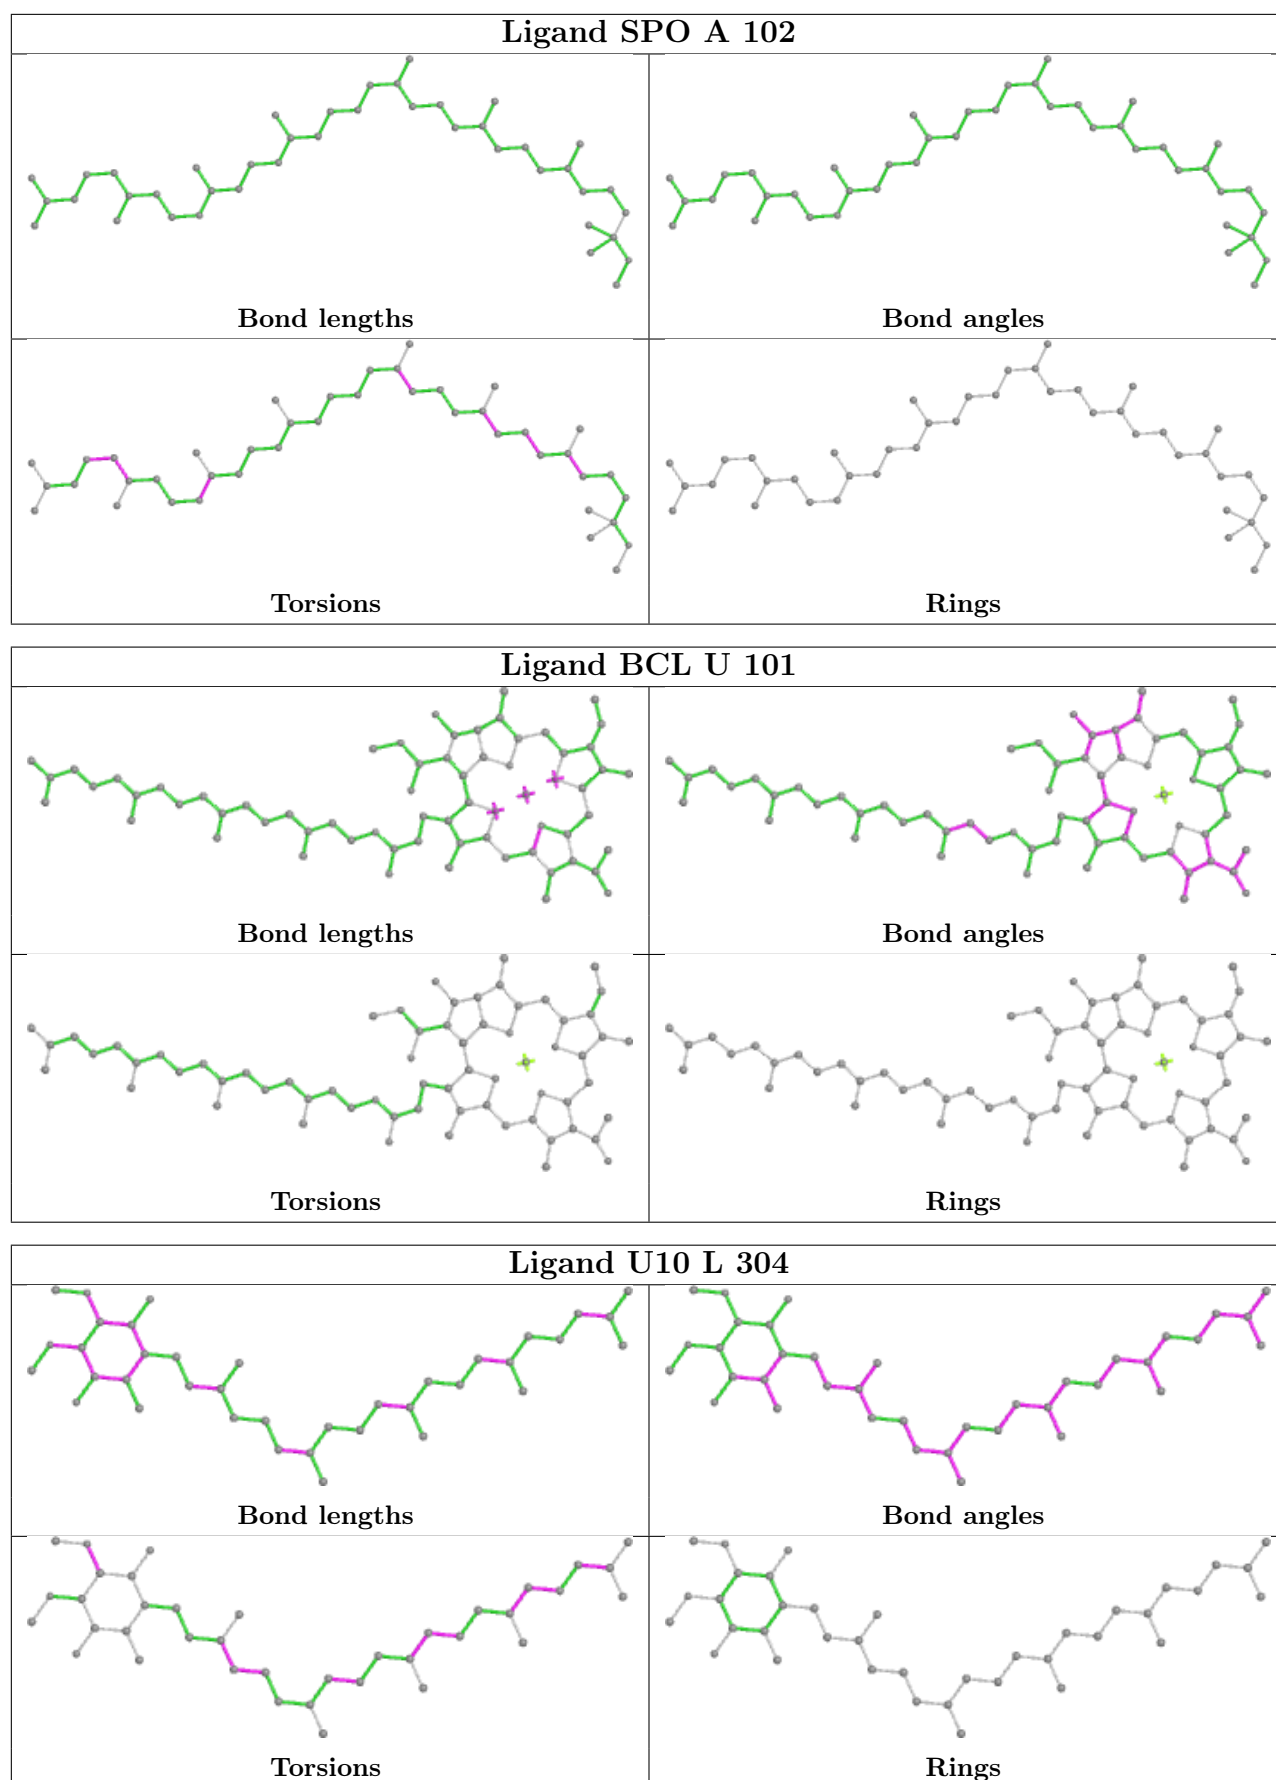 Ligand SPO A 102
Bond lengths
Bond angles
Torsions
Rings
Ligand BCL U 101
Bond lengths
Bond angles
Torsions
Rings
Ligand U10 L 304
Bond lengths
Bond angles
Torsions
Rings